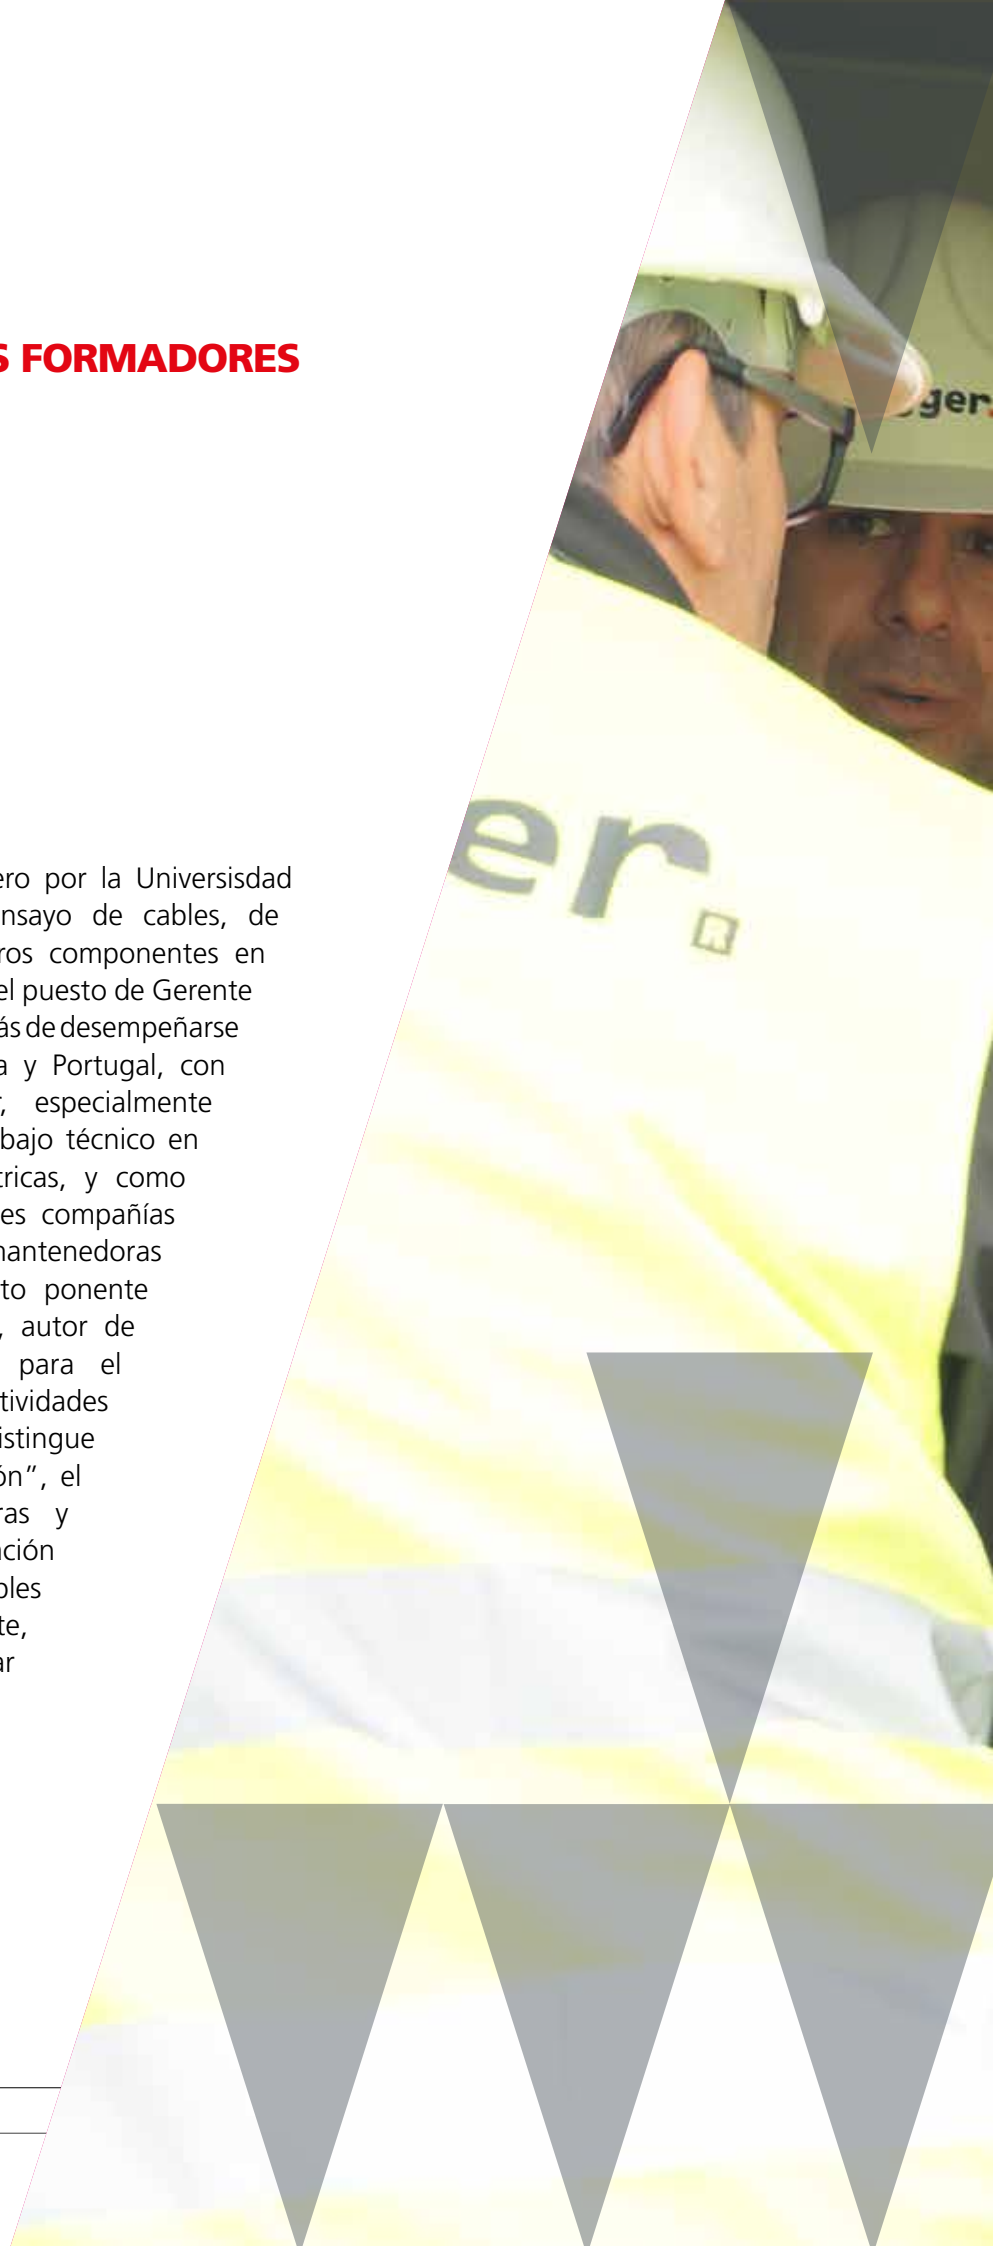 S FORMADORES
ger.
er.
R
ero por la Universisdad
nsayo de cables, de
ros componentes en
el puesto de Gerente
ás de desempeñarse
a y Portugal, con
, especialmente
bajo técnico en
tricas, y como
es compañías
mantenedoras
to ponente
, autor de
para el
tividades
istingue
ón”, el
ras y
ción
bles
te,
ar